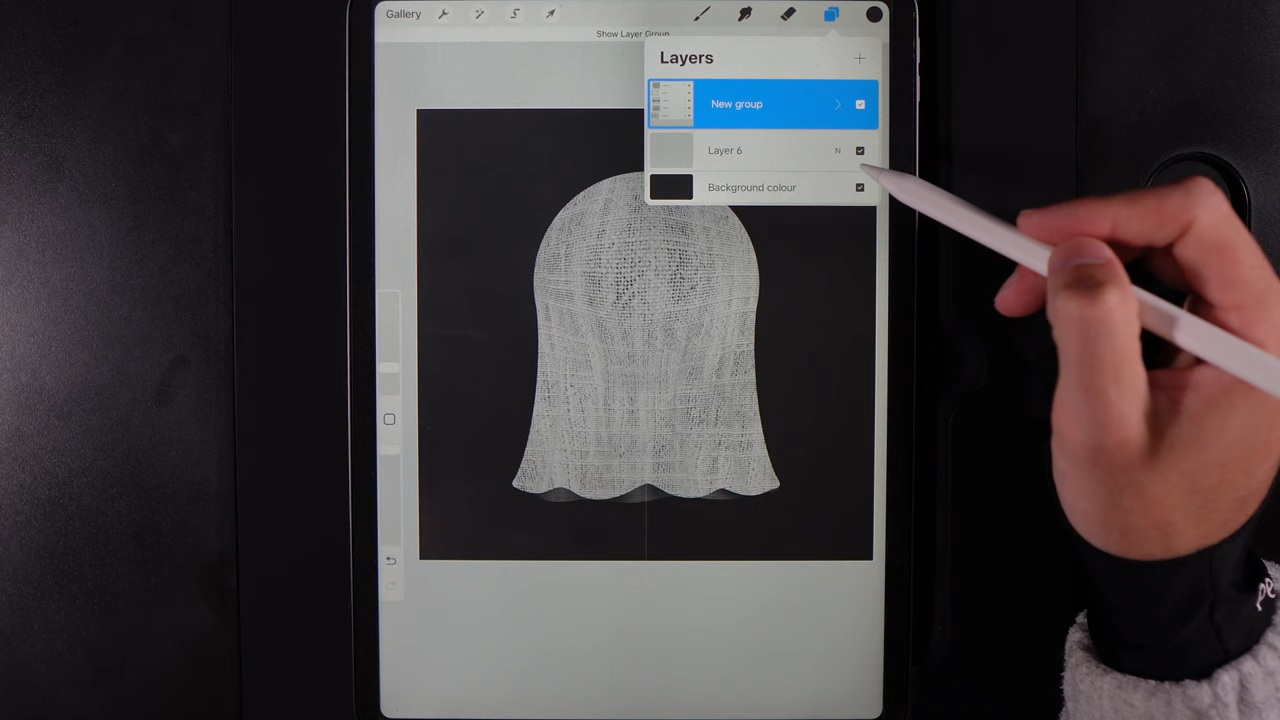 Gallery
Show Layer Group
Layers
New group
Layer 6 N
Background colour